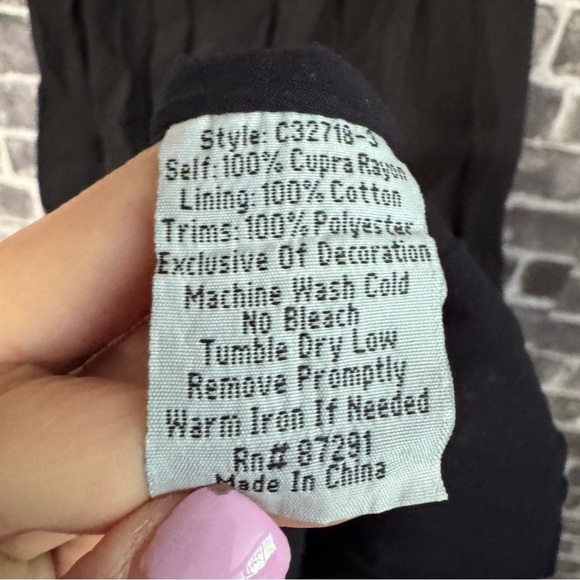 Style: C32718-3
Self: 100% Cupra Rayon
Lining: 100% Cotton
Trims: 100% Polyester
Exclusive Of Decoration
Machine Wash Cold
No Bleach
Tumble Dry Low
Remove Promptly
Warm Iron If Needed
Rn# 87291
Made In China